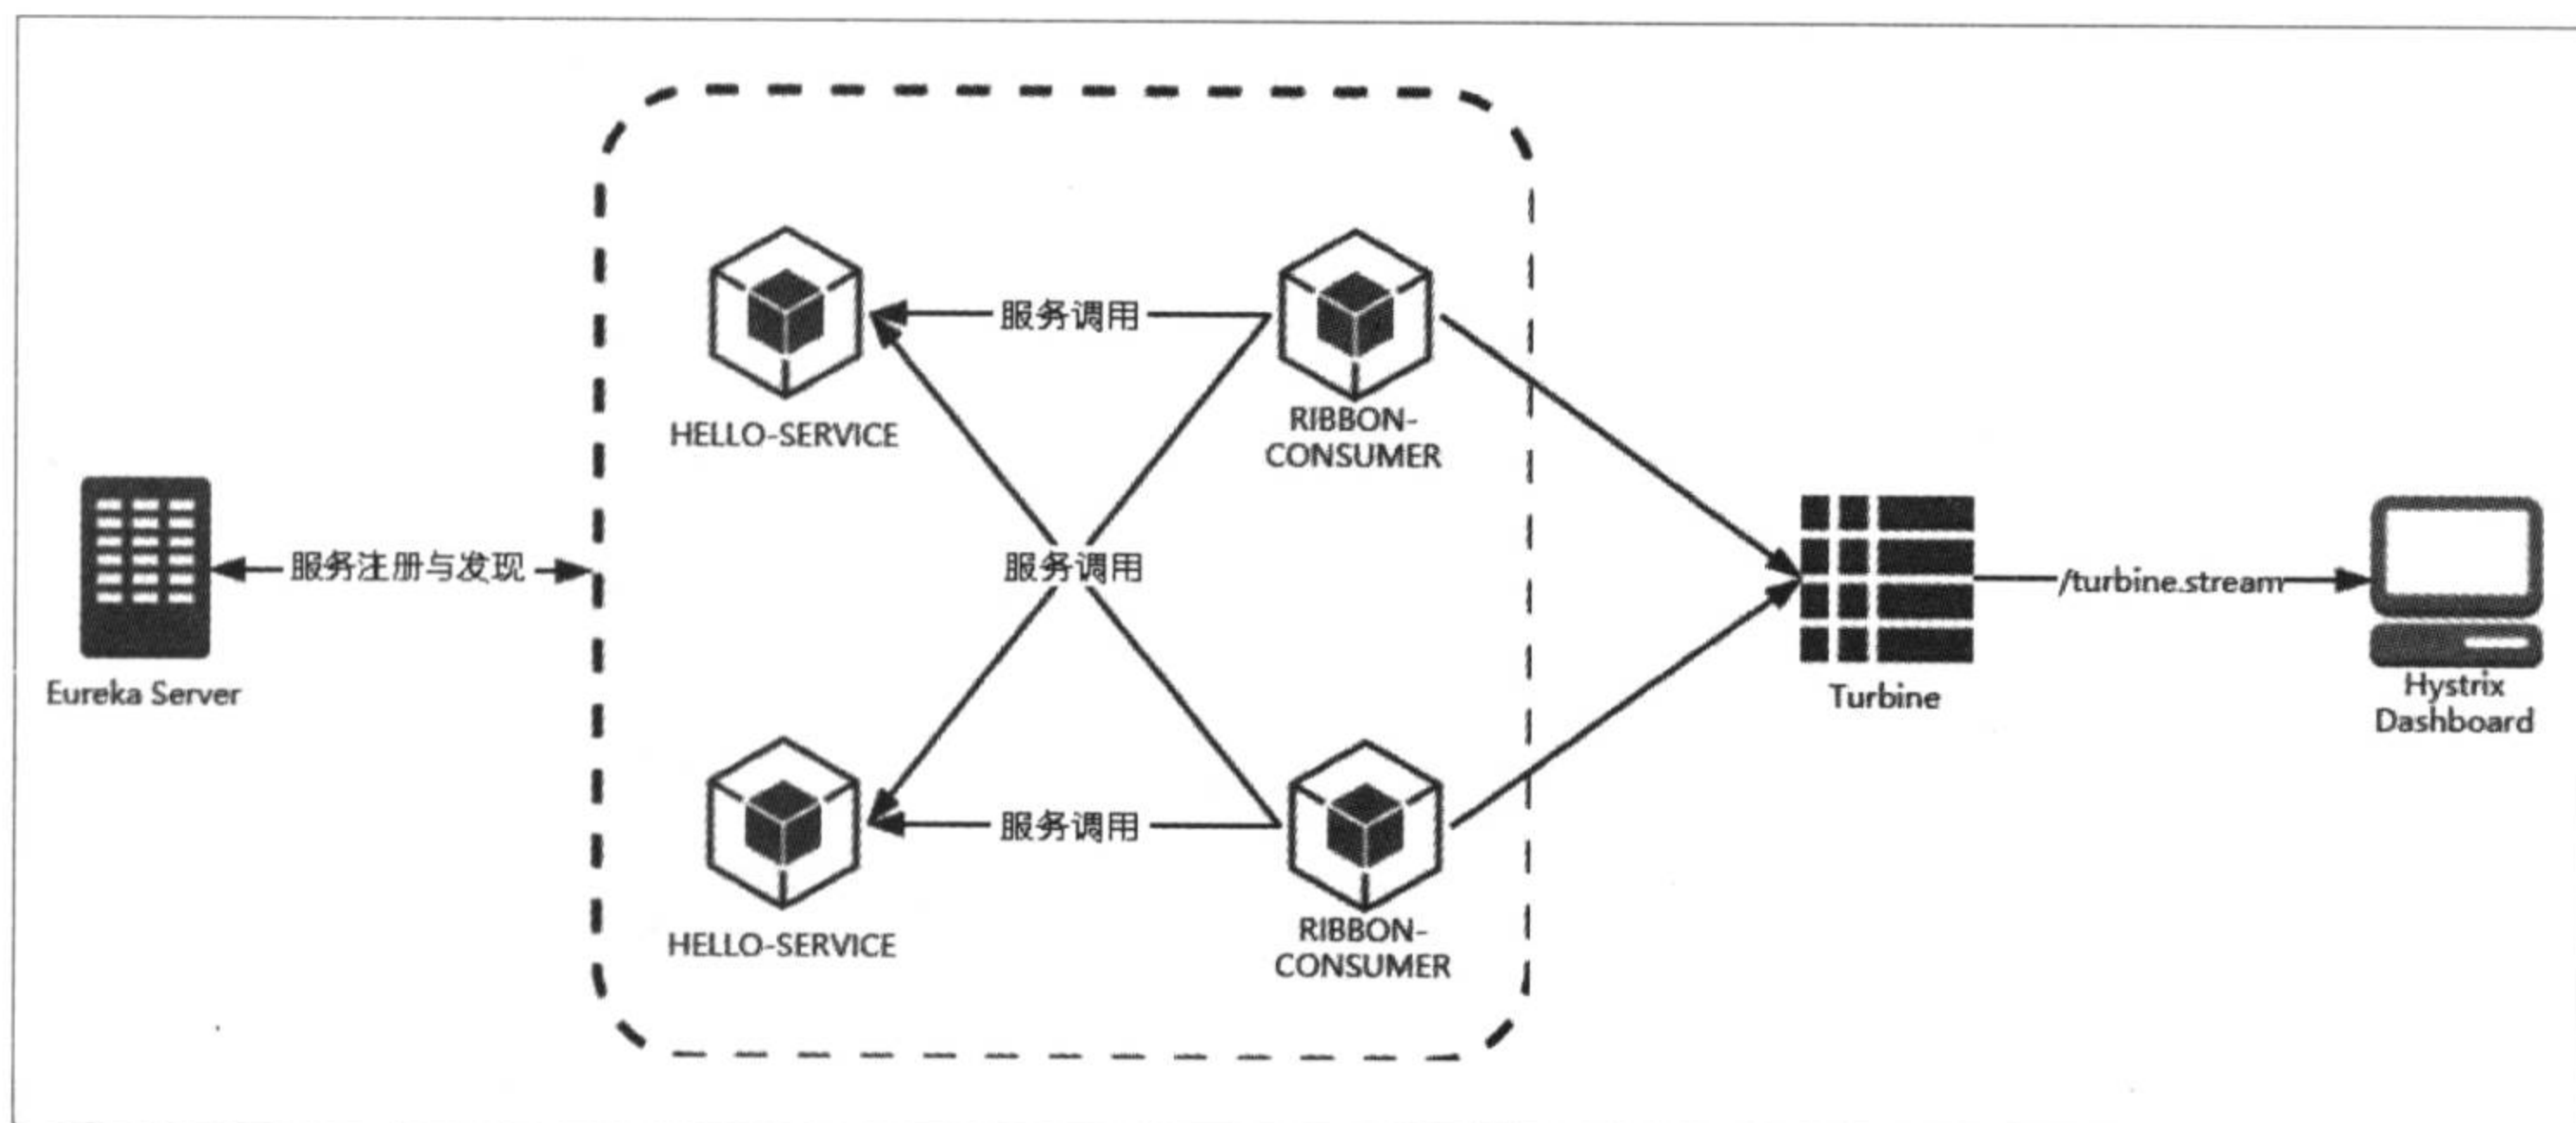 服务调用
HELLO-SERVICE
RIBBON-
CONSUMER
Eureka Server
服务注册与发现
服务调用
/turbine.stream
Turbine
Hystrix
Dashboard
服务调用
HELLO-SERVICE
RIBBON-
CONSUMER